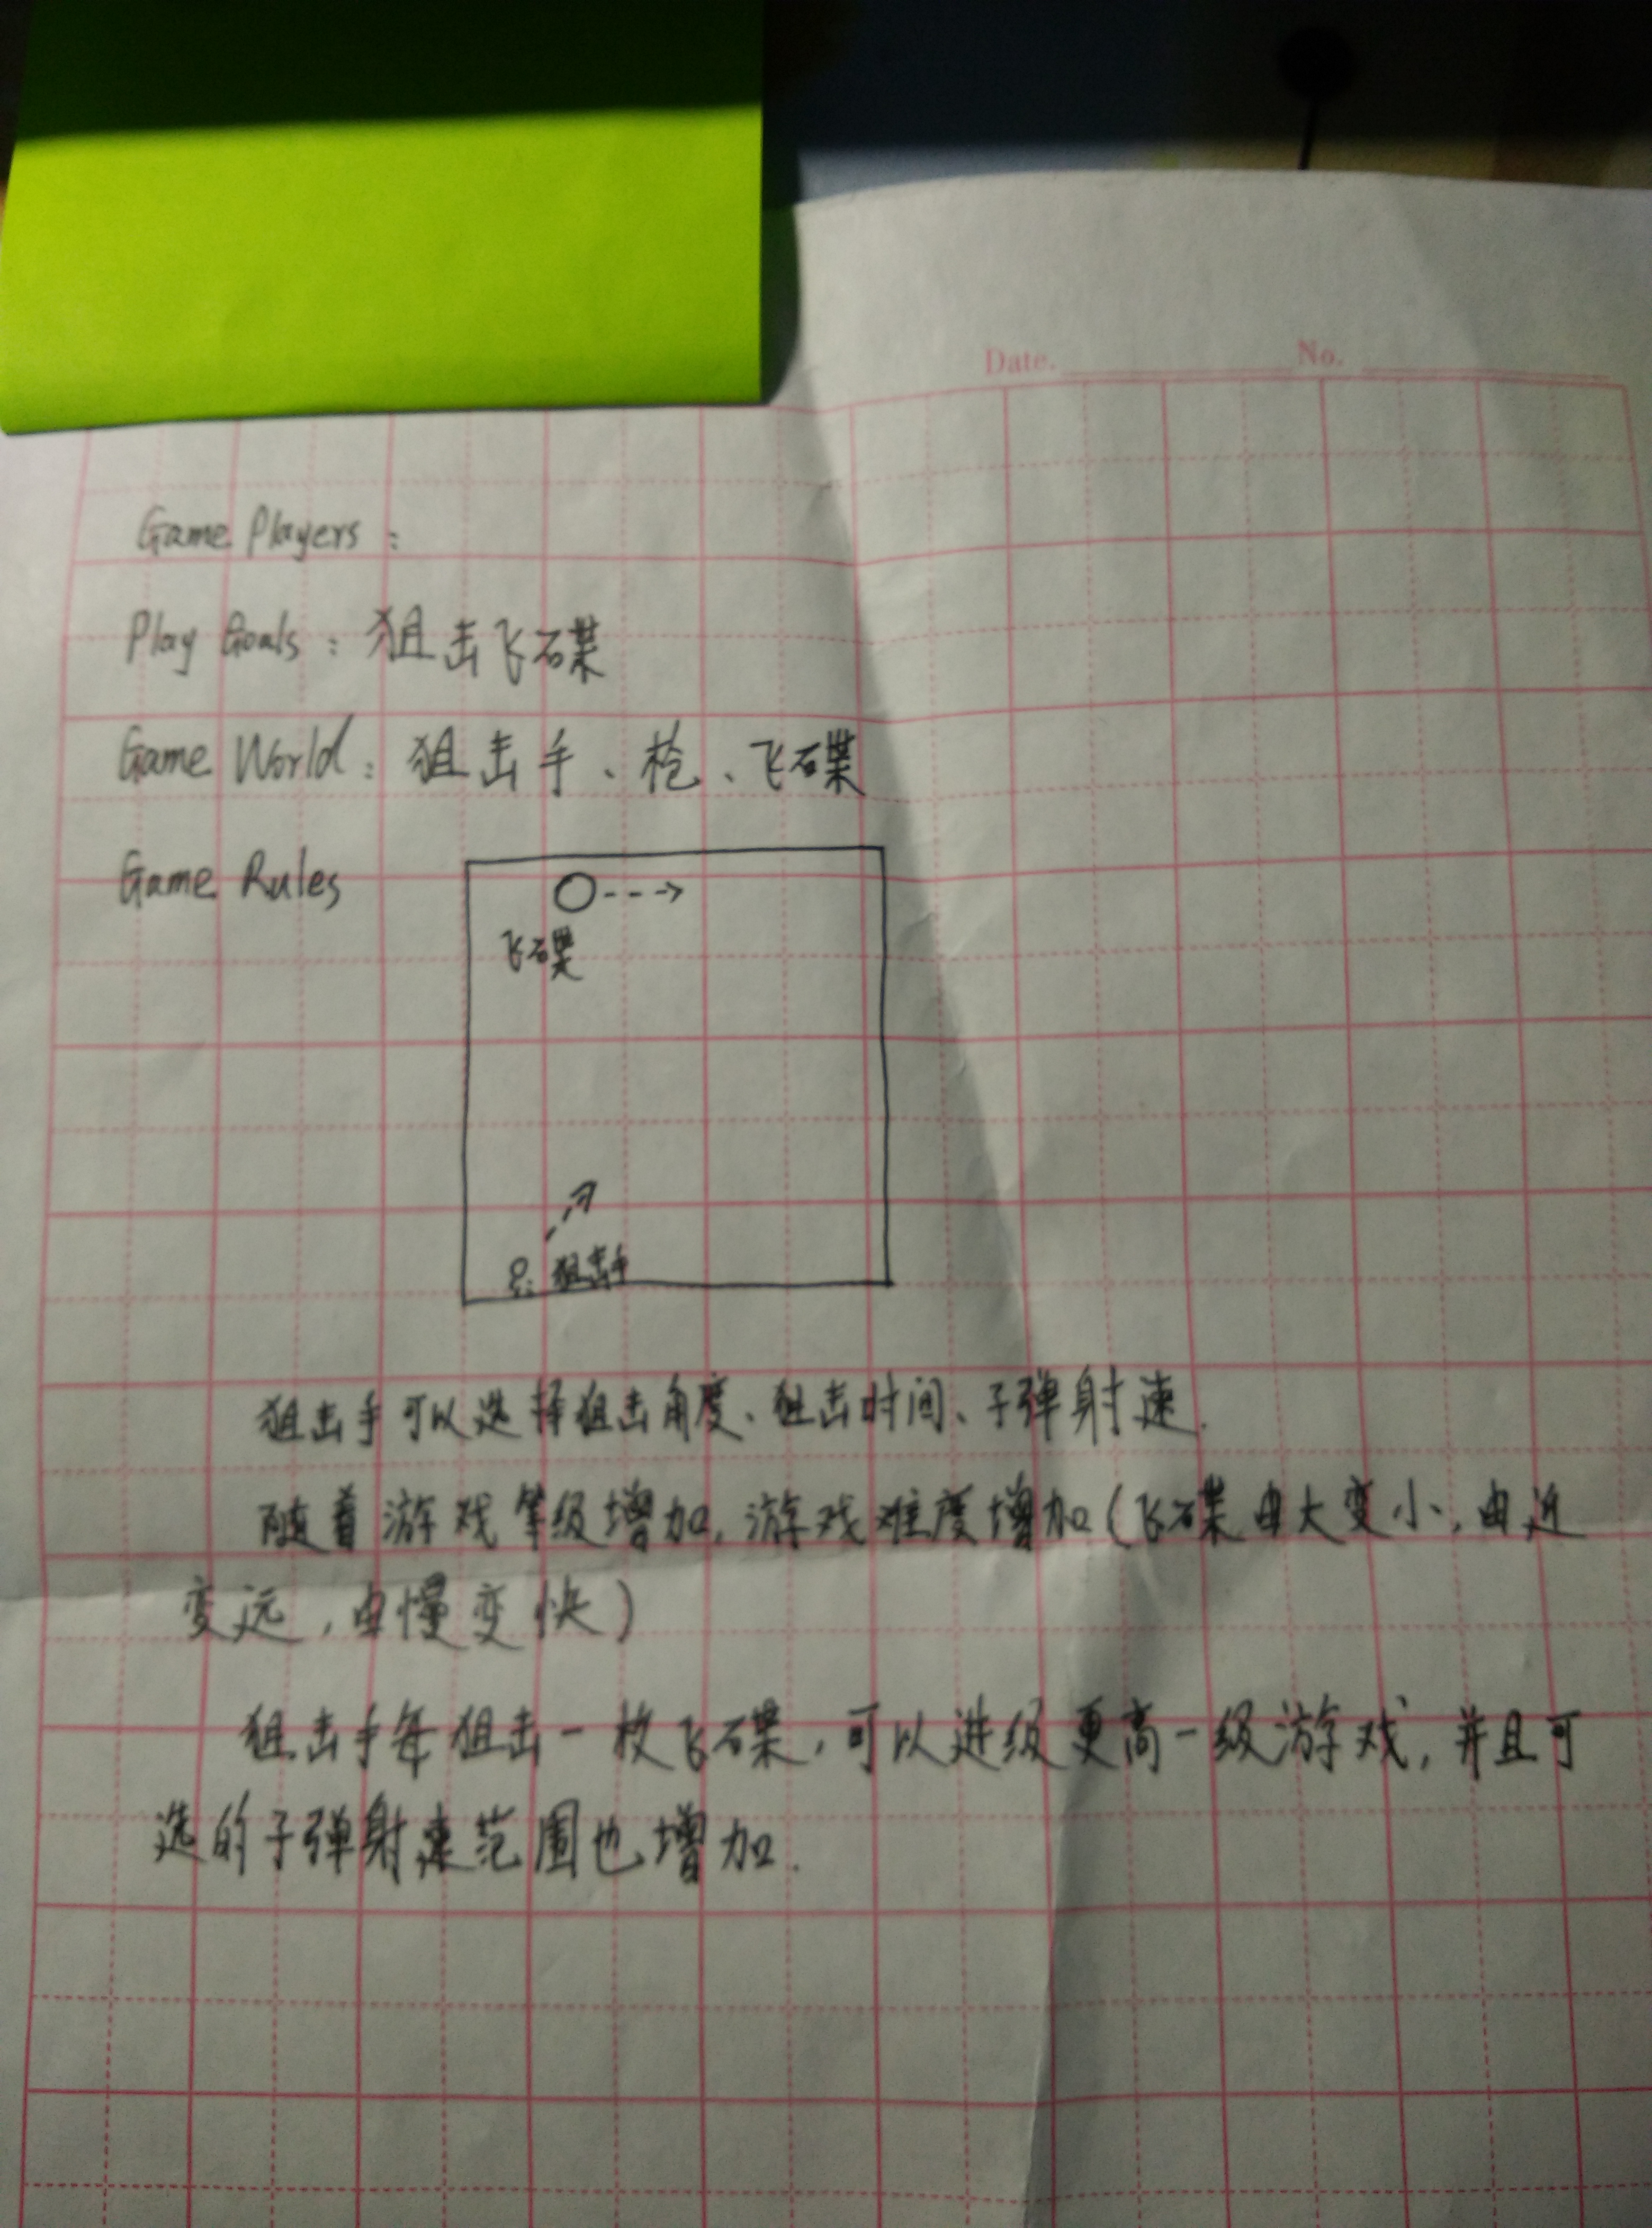 Date. No.
Game Players：
Play Goals：狙击飞碟
Game World：狙击手、枪、飞碟
Game Rules
飞碟
狙击手
狙击手可以选择狙击角度、狙击时间、子弹射速.
随着游戏等级增加,游戏难度增加(飞碟由大变小,由近
变远,由慢变快)
狙击手每狙击一枚飞碟,可以进级更高一级游戏,并且可
选的子弹射速范围也增加.